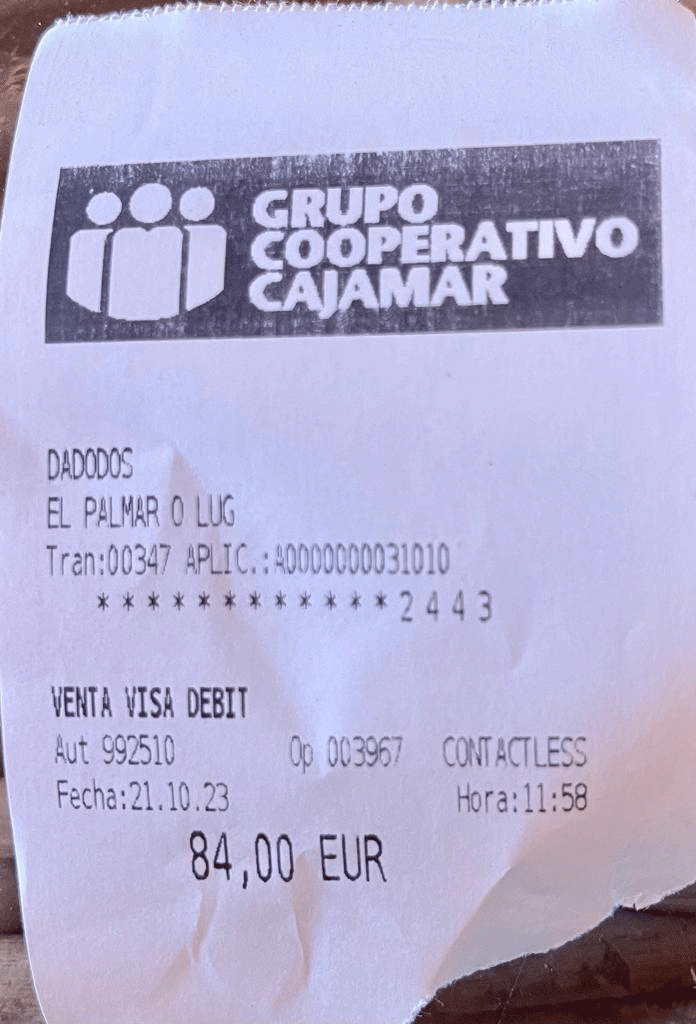 GRUPO
COOPERATIVO
CAJAMAR
DADODOS
EL PALMAR O LUG
Tran:00347 APLIC.:A0000000031010
************2443
VENTA VISA DEBIT
Aut 992510 Op 003967 CONTACTLESS
Fecha:21.10.23 Hora:11:58
84,00 EUR